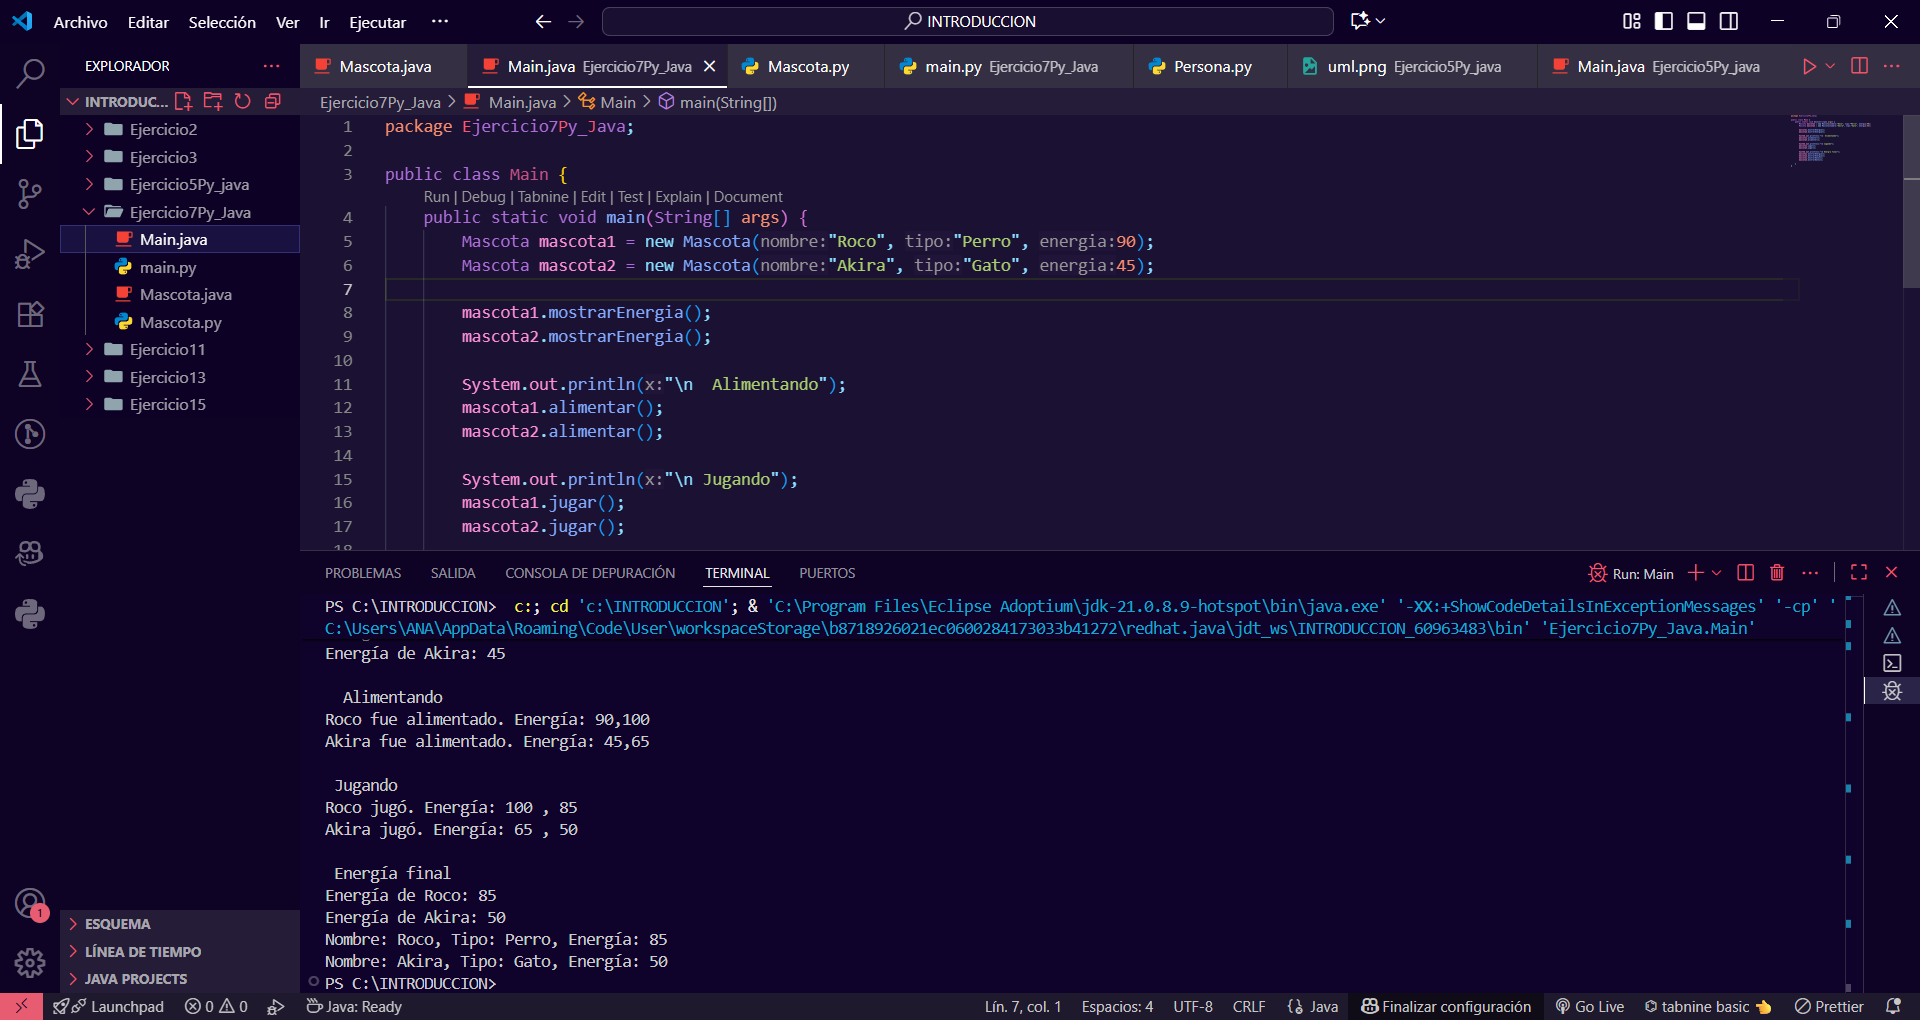 Archivo Editar Selección Ver Ir Ejecutar ··· INTRODUCCION
EXPLORADOR
INTRODUC...
Ejercicio2
Ejercicio3
Ejercicio5Py_java
Ejercicio7Py_Java
Main.java
main.py
Mascota.java
Mascota.py
Ejercicio11
Ejercicio13
Ejercicio15
ESQUEMA
LÍNEA DE TIEMPO
JAVA PROJECTS
Mascota.java Main.java Ejercicio7Py_Java Mascota.py main.py Ejercicio7Py_Java Persona.py uml.png Ejercicio5Py_java Main.java Ejercicio5Py_java
Ejercicio7Py_Java > Main.java > Main > main(String[])
1 package Ejercicio7Py_Java;
2
3 public class Main {
Run | Debug | Tabnine | Edit | Test | Explain | Document
4 public static void main(String[] args) {
5 Mascota mascota1 = new Mascota(nombre:"Roco", tipo:"Perro", energia:90);
6 Mascota mascota2 = new Mascota(nombre:"Akira", tipo:"Gato", energia:45);
7
8 mascota1.mostrarEnergia();
9 mascota2.mostrarEnergia();
10
11 System.out.println(x:"\n  Alimentando");
12 mascota1.alimentar();
13 mascota2.alimentar();
14
15 System.out.println(x:"\n Jugando");
16 mascota1.jugar();
17 mascota2.jugar();
18
PROBLEMAS SALIDA CONSOLA DE DEPURACIÓN TERMINAL PUERTOS Run: Main
PS C:\INTRODUCCION>  c:; cd 'c:\INTRODUCCION'; & 'C:\Program Files\Eclipse Adoptium\jdk-21.0.8.9-hotspot\bin\java.exe' '-XX:+ShowCodeDetailsInExceptionMessages' '-cp' '
C:\Users\ANA\AppData\Roaming\Code\User\workspaceStorage\b8718926021ec0600284173033b41272\redhat.java\jdt_ws\INTRODUCCION_60963483\bin' 'Ejercicio7Py_Java.Main'
Energía de Akira: 45
Alimentando
Roco fue alimentado. Energía: 90,100
Akira fue alimentado. Energía: 45,65
Jugando
Roco jugó. Energía: 100 , 85
Akira jugó. Energía: 65 , 50
Energía final
Energía de Roco: 85
Energía de Akira: 50
Nombre: Roco, Tipo: Perro, Energía: 85
Nombre: Akira, Tipo: Gato, Energía: 50
PS C:\INTRODUCCION>
1
Launchpad 0 0 Java: Ready Lín. 7, col. 1 Espacios: 4 UTF-8 CRLF {} Java Finalizar configuración Go Live tabnine basic Prettier